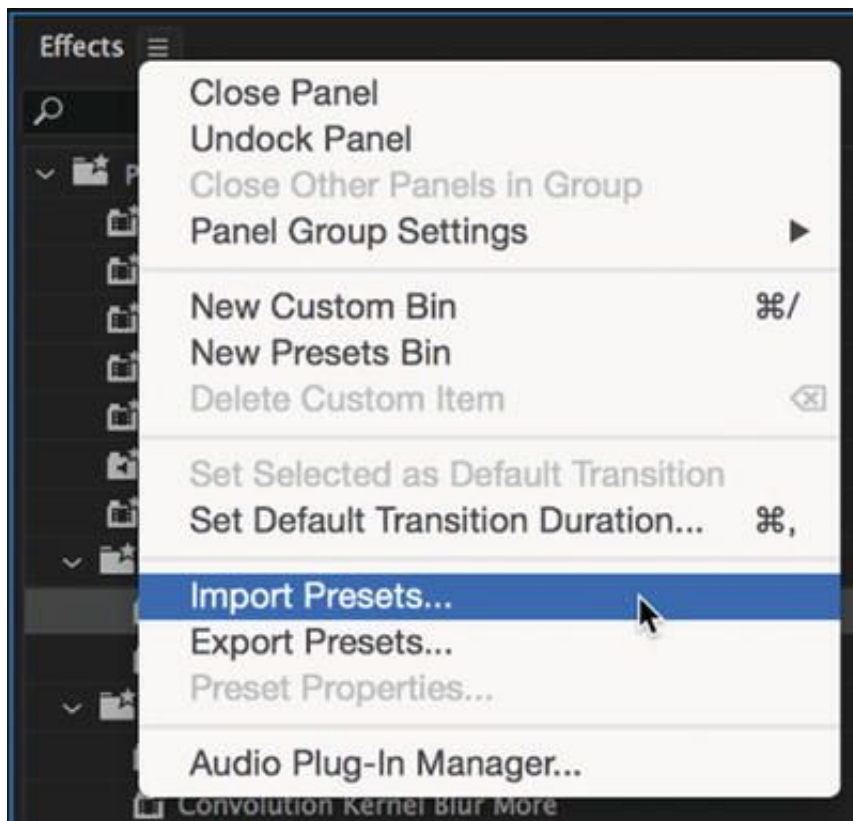 Effects
Close Panel
Undock Panel
Close Other Panels in Group
Panel Group Settings
New Custom Bin ⌘/
New Presets Bin
Delete Custom Item ⌫
Set Selected as Default Transition
Set Default Transition Duration... ⌘,
Import Presets...
Export Presets...
Preset Properties...
Audio Plug-In Manager...
Convolution Kernel Blur More